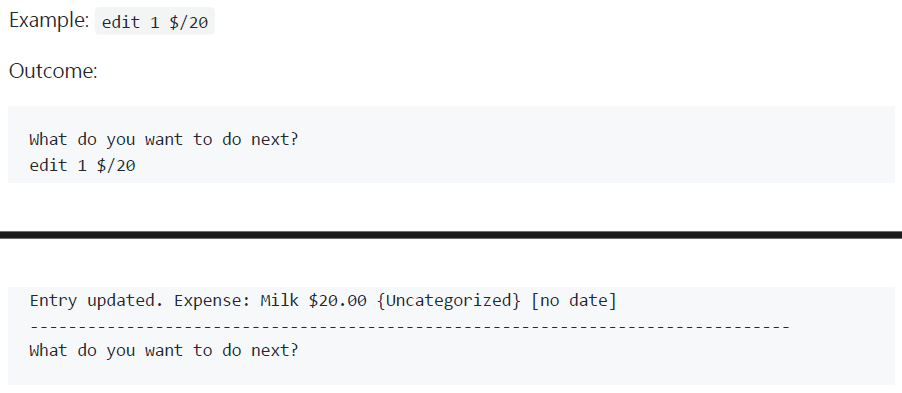 Example: edit 1 $/20
Outcome:
What do you want to do next?
edit 1 $/20
Entry updated. Expense: Milk $20.00 {Uncategorized} [no date]
-------------------------------------------------------------------------------
What do you want to do next?